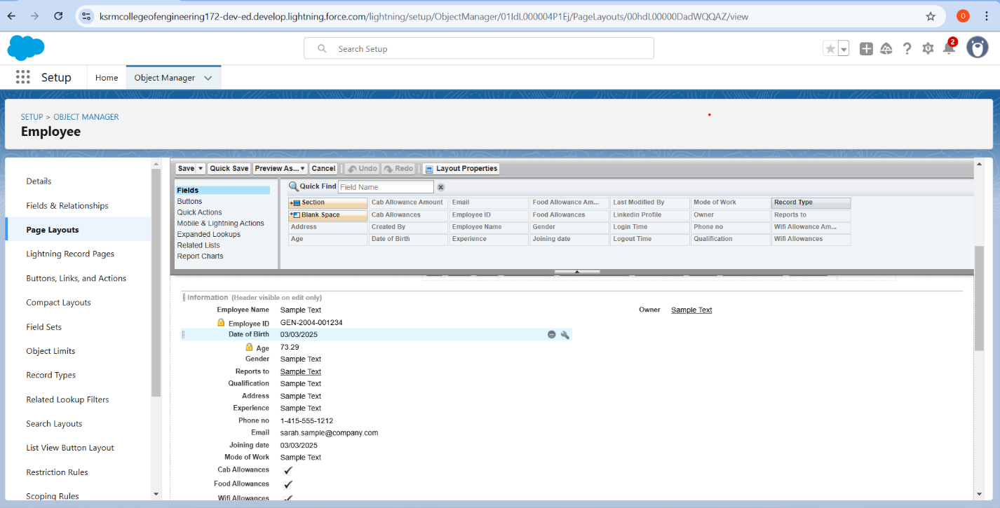 ksrmcollegeofengineering172-dev-ed.develop.lightning.force.com/lightning/setup/ObjectManager/01IdL000004P1Ej/PageLayouts/00hdL00000DadWQQAZ/view
O
Search Setup
2
Setup
Home
Object Manager
SETUP > OBJECT MANAGER
Employee
Details
Fields & Relationships
Page Layouts
Lightning Record Pages
Buttons, Links, and Actions
Compact Layouts
Field Sets
Object Limits
Record Types
Related Lookup Filters
Search Layouts
List View Button Layout
Restriction Rules
Scoping Rules
Save Quick Save Preview As... Cancel Undo Redo Layout Properties
Fields
Buttons
Quick Actions
Mobile & Lightning Actions
Expanded Lookups
Related Lists
Report Charts
Quick Find Field Name
Section Cab Allowance Amount Email Food Allowance Am... Last Modified By Mode of Work Record Type
Blank Space Cab Allowances Employee ID Food Allowances Linkedin Profile Owner Reports to
Address Created By Employee Name Gender Login Time Phone no Wifi Allowance Am...
Age Date of Birth Experience Joining date Logout Time Qualification Wifi Allowances
Information (Header visible on edit only)
Employee Name Sample Text Owner Sample Text
Employee ID GEN-2004-001234
Date of Birth 03/03/2025
Age 73.29
Gender Sample Text
Reports to Sample Text
Qualification Sample Text
Address Sample Text
Experience Sample Text
Phone no 1-415-555-1212
Email sarah.sample@company.com
Joining date 03/03/2025
Mode of Work Sample Text
Cab Allowances
Food Allowances
Wifi Allowances